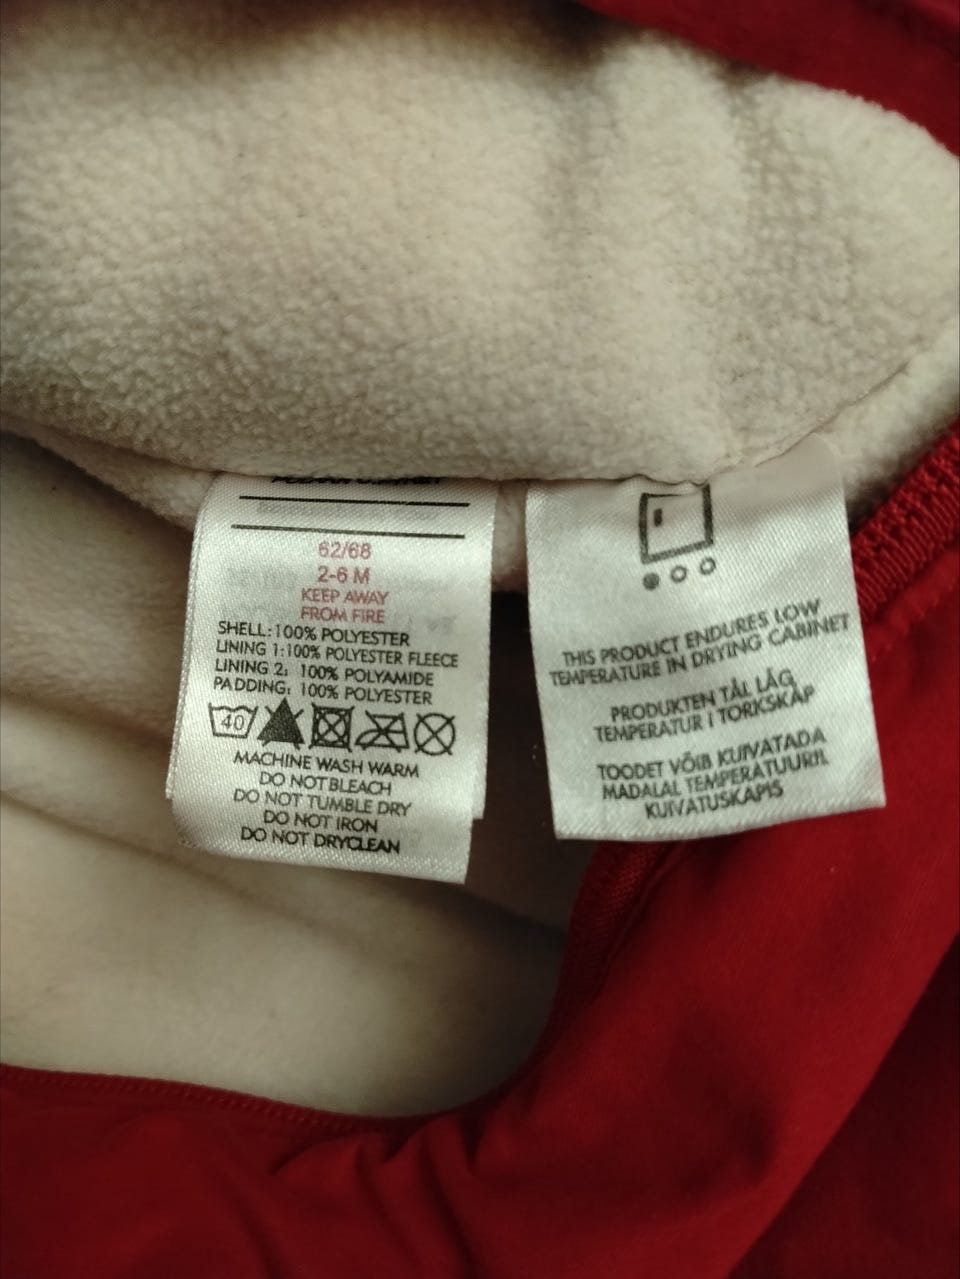 62/68
2-6 M
KEEP AWAY
FROM FIRE
SHELL:100% POLYESTER
LINING 1:100% POLYESTER FLEECE
LINING 2: 100% POLYAMIDE
PADDING: 100% POLYESTER
40
MACHINE WASH WARM
DO NOT BLEACH
DO NOT TUMBLE DRY
DO NOT IRON
DO NOT DRYCLEAN
THIS PRODUCT ENDURES LOW
TEMPERATURE IN DRYING CABINET
PRODUKTEN TÅL LÅG
TEMPERATUR I TORKSKÅP
TOODET VÕIB KUIVATADA
MADALAL TEMPERATUURIL
KUIVATUSKAPIS